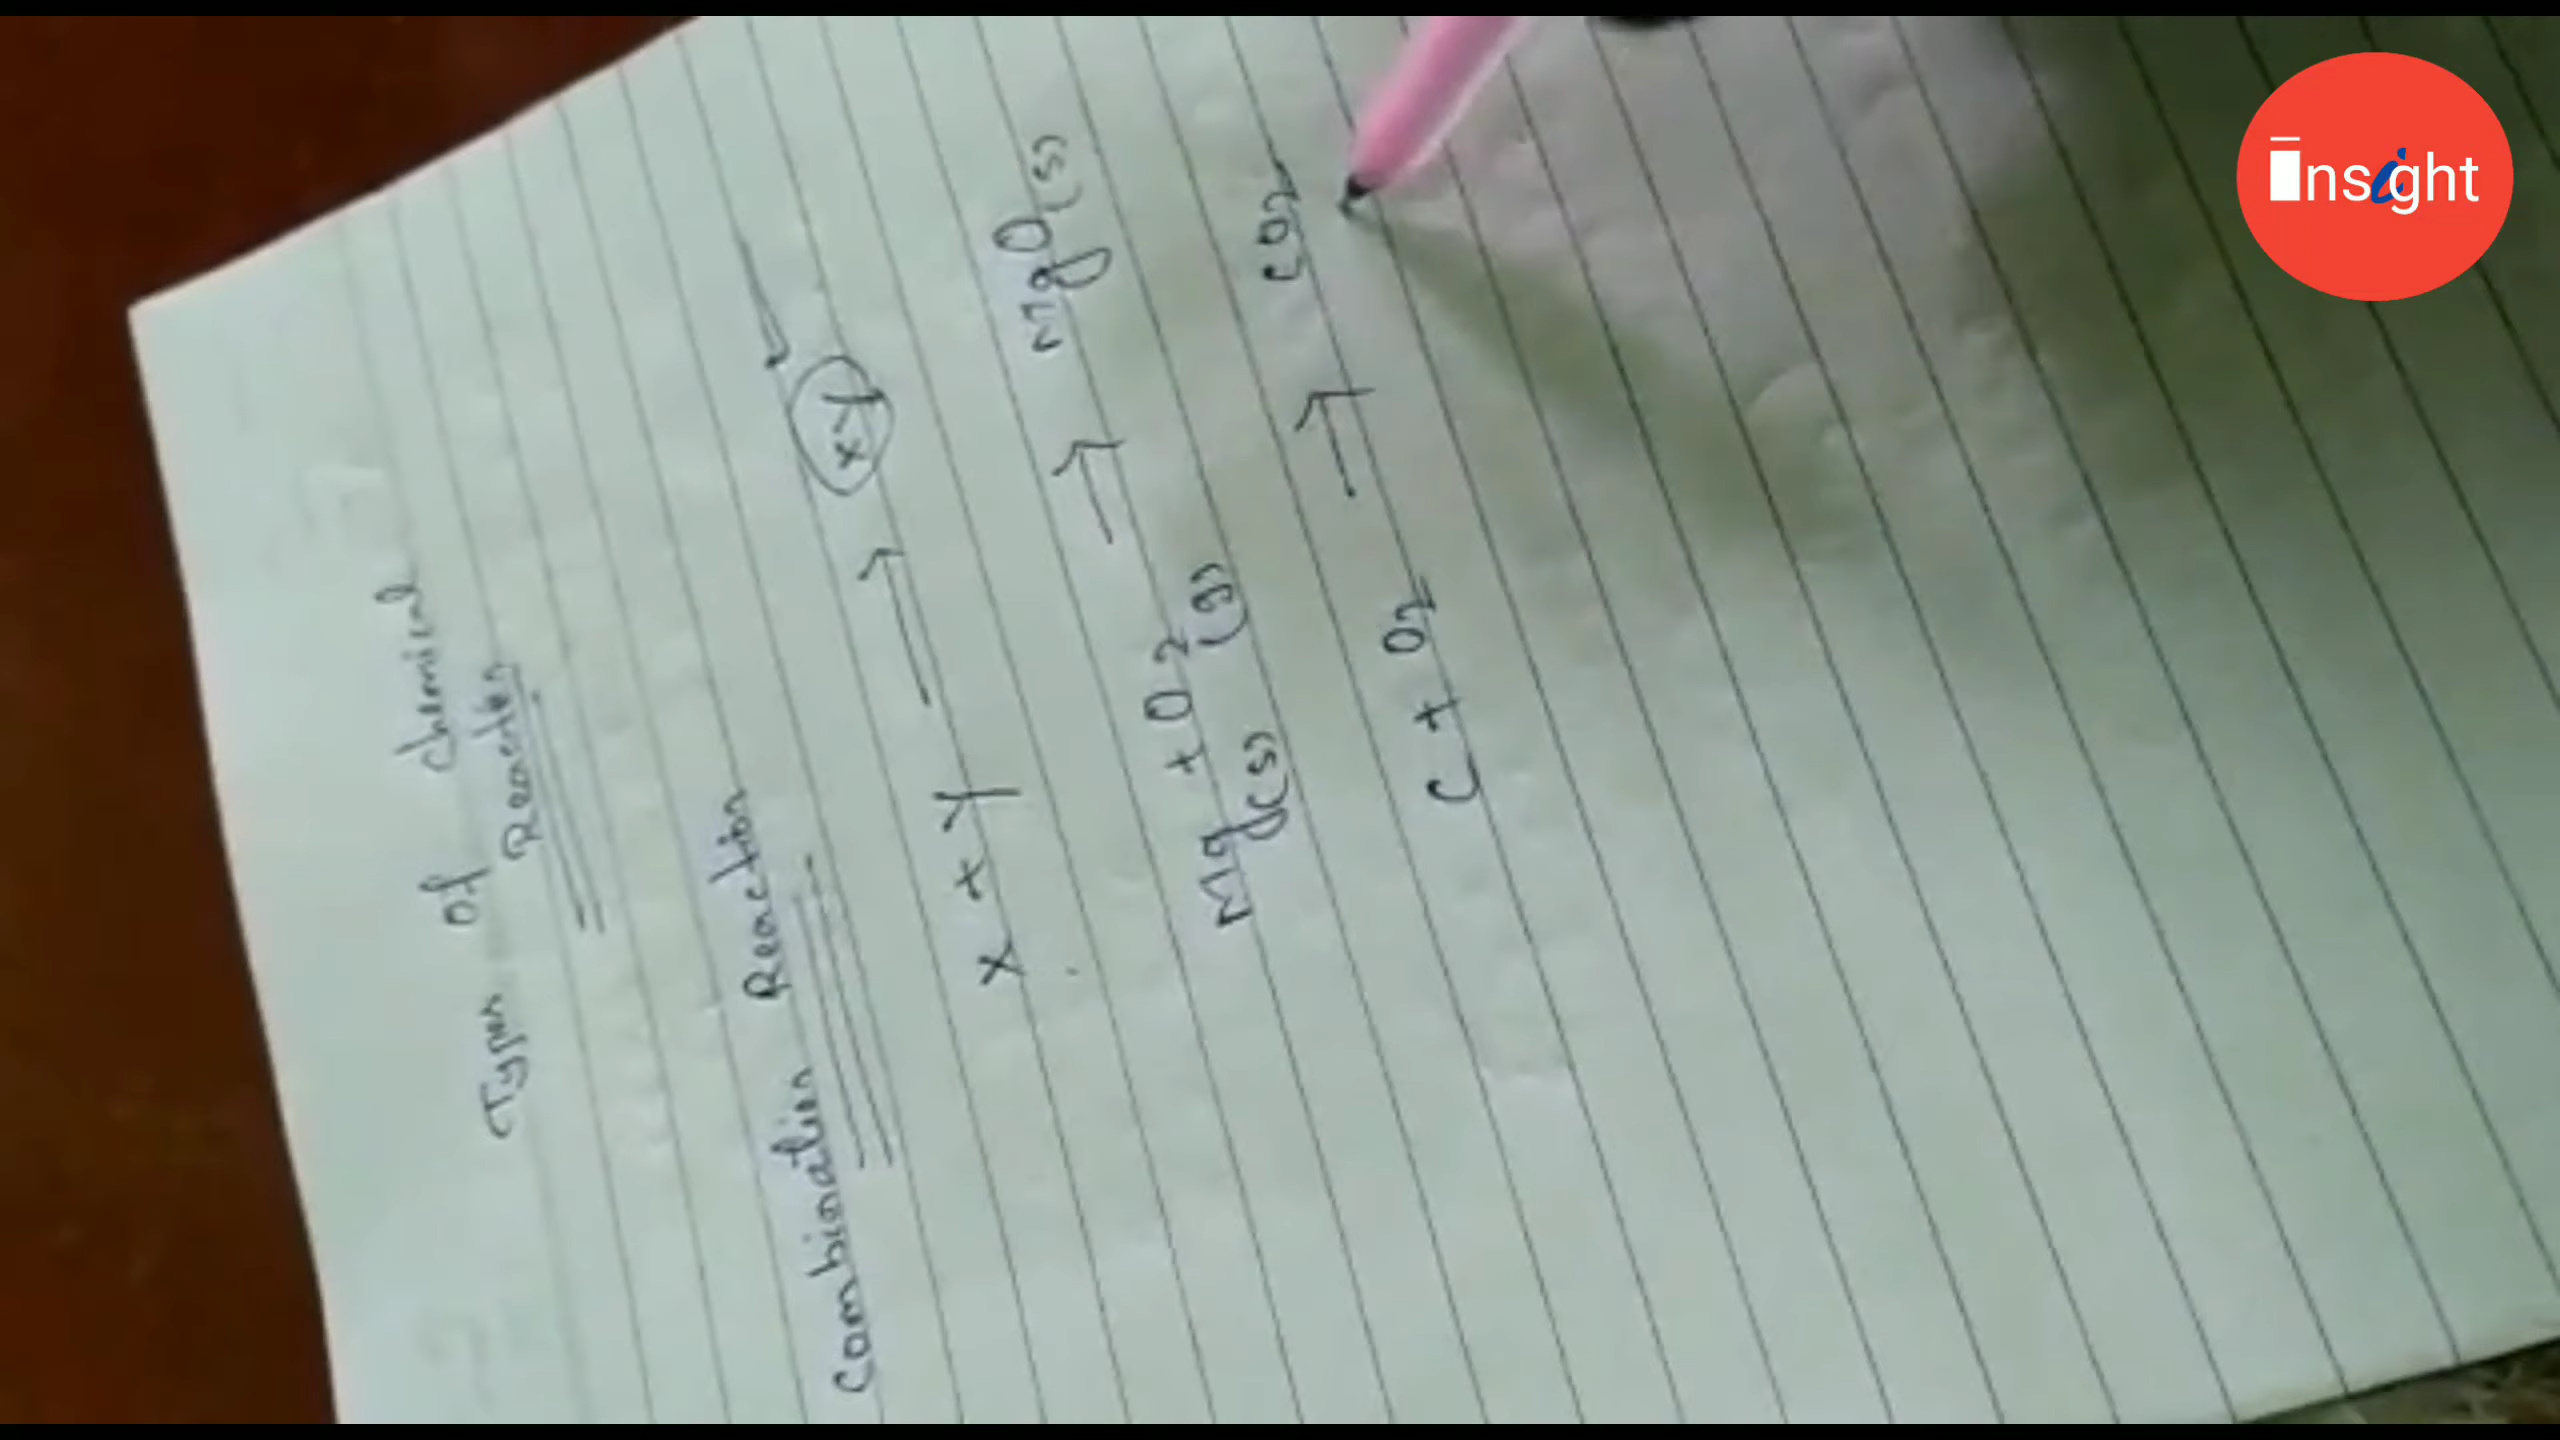 Types of chemical
Reaction
Combination Reaction
X + Y → XY
Mg(s) + O2(g) → MgO(s)
C + O2 → CO2
Insight